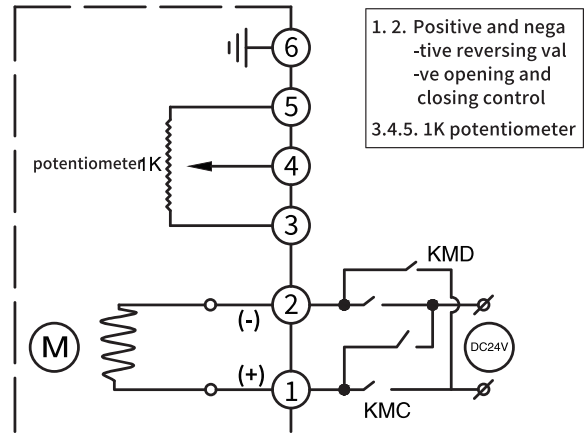 6
1. 2. Positive and nega
-tive reversing val
-ve opening and
closing control
3.4.5. 1K potentiometer
5
potentiometer1K
4
3
KMD
2
(-)
M
DC24V
(+)
1
KMC